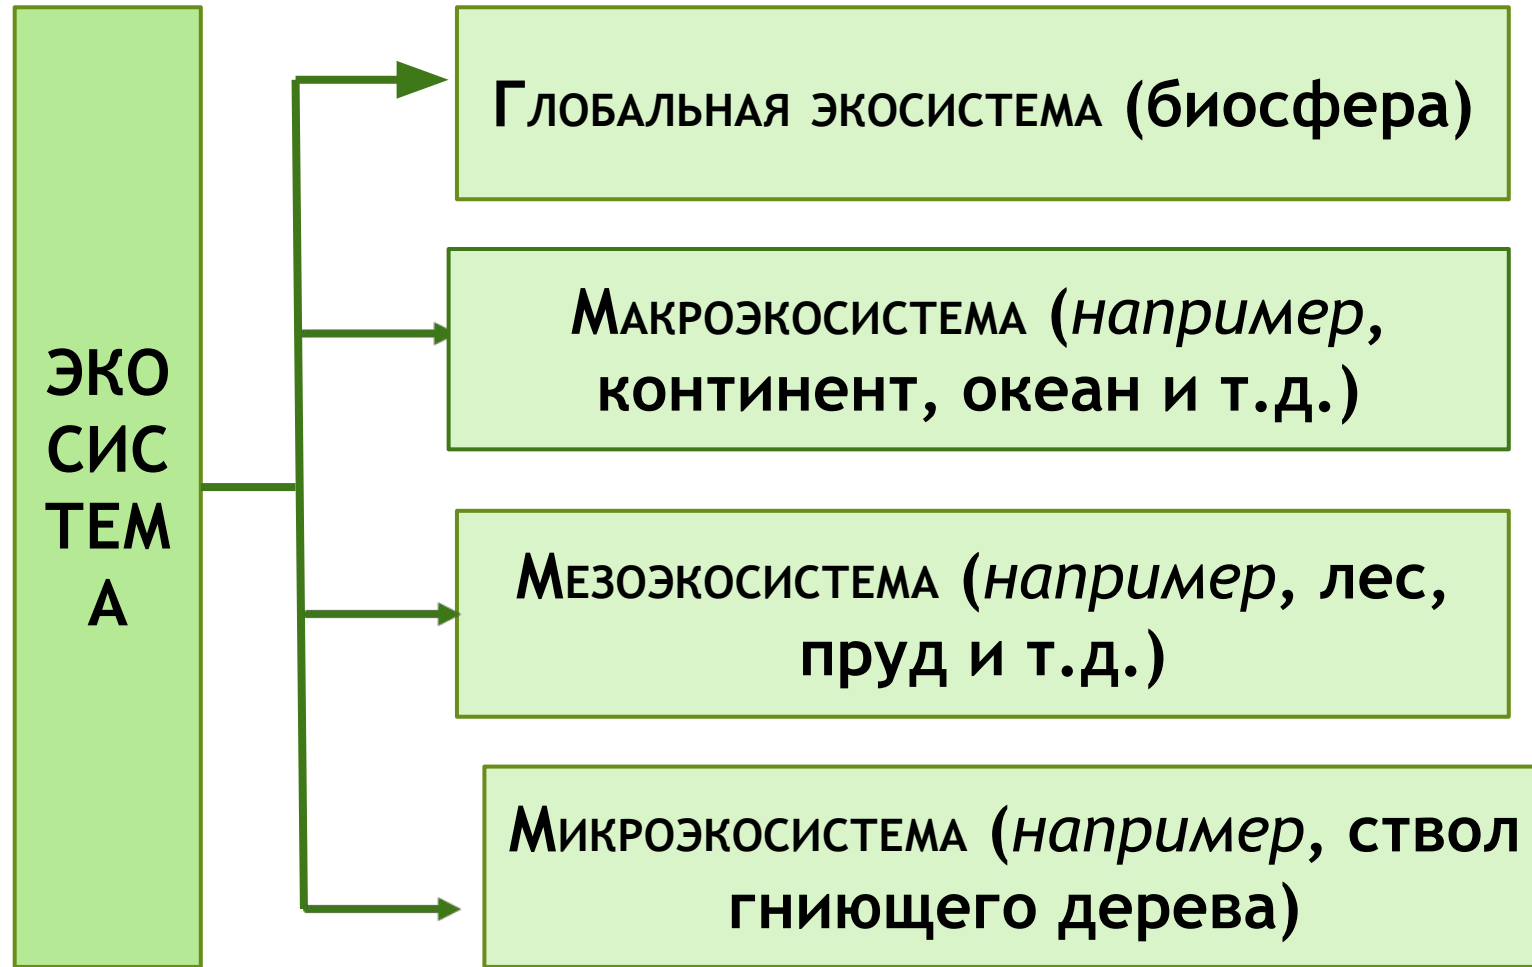 ЭКО
СИС
ТЕМ
А
Глобальная экосистема (биосфера)
Макроэкосистема (например,
континент, океан и т.д.)
Мезоэкосистема (например, лес,
пруд и т.д.)
Микроэкосистема (например, ствол
гниющего дерева)